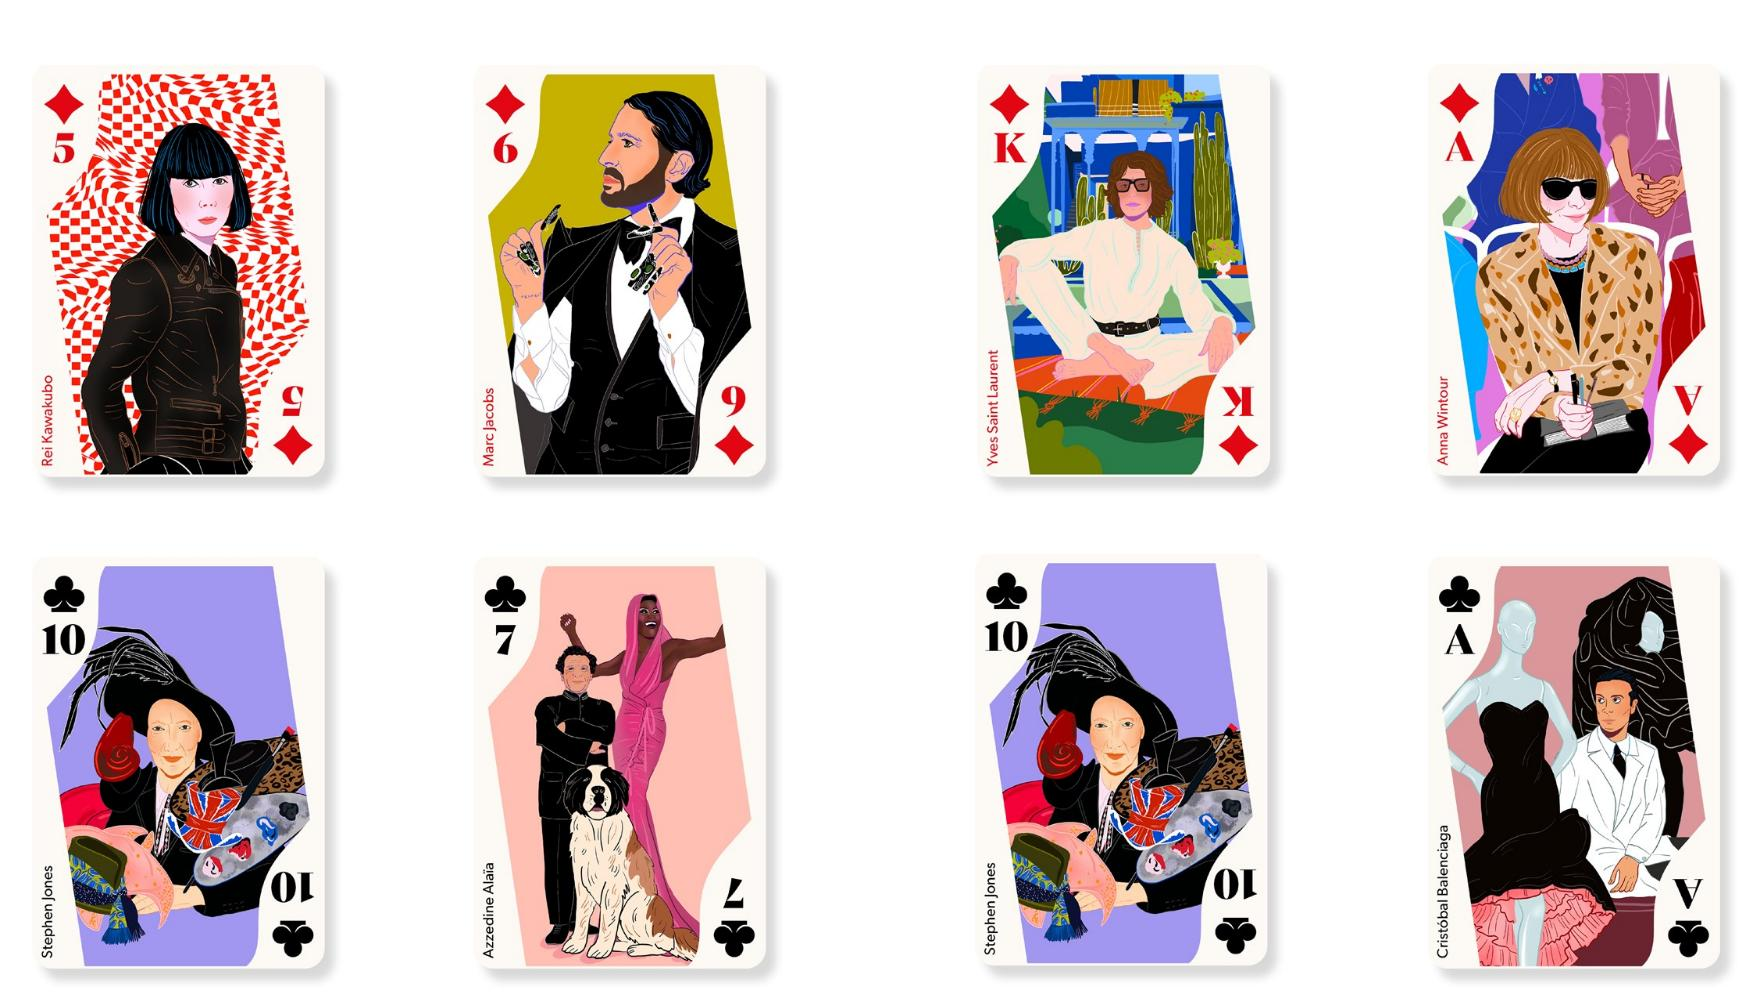 5
Rei Kawakubo
5
6
Marc Jacobs
6
K
Yves Saint Laurent
K
A
Anna Wintour
A
10
Stephen Jones
10
7
Azzedine Alaïa
7
10
Stephen Jones
10
A
Cristóbal Balenciaga
A